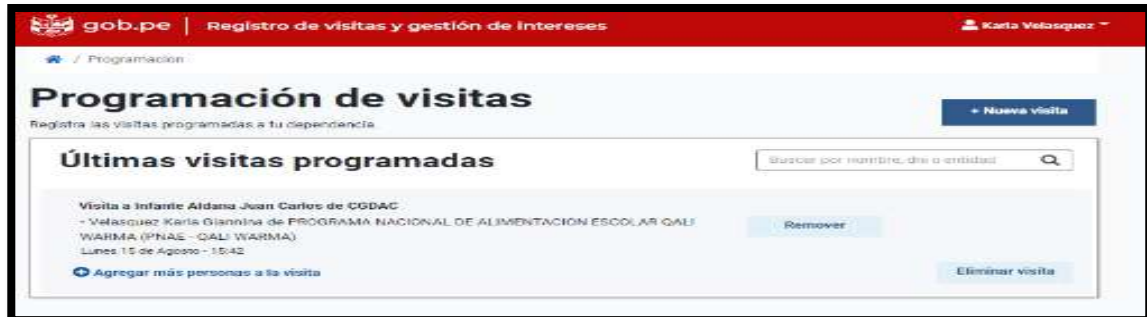 gob.pe | Registro de visitas y gestión de intereses
Karla Velasquez
/ Programación
Programación de visitas
+ Nueva visita
Registra las visitas programadas a tu dependencia.
Últimas visitas programadas
Buscar por nombre, dni o entidad
Visita a Infante Aldana Juan Carlos de CGDAC
- Velasquez Karla Giannina de PROGRAMA NACIONAL DE ALIMENTACION ESCOLAR QALI
WARMA (PNAE - QALI WARMA)
Remover
Lunes 15 de Agosto - 15:42
Agregar más personas a la visita
Eliminar visita